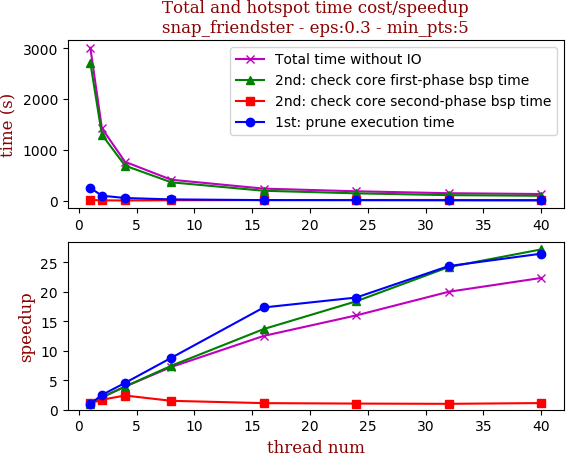 Total and hotspot time cost/speedup
snap_friendster - eps:0.3 - min_pts:5
time (s)
3000
2000
1000
0
Total time without IO
2nd: check core first-phase bsp time
2nd: check core second-phase bsp time
1st: prune execution time
0 5 10 15 20 25 30 35 40
speedup
25
20
15
10
5
0
0 5 10 15 20 25 30 35 40
thread num